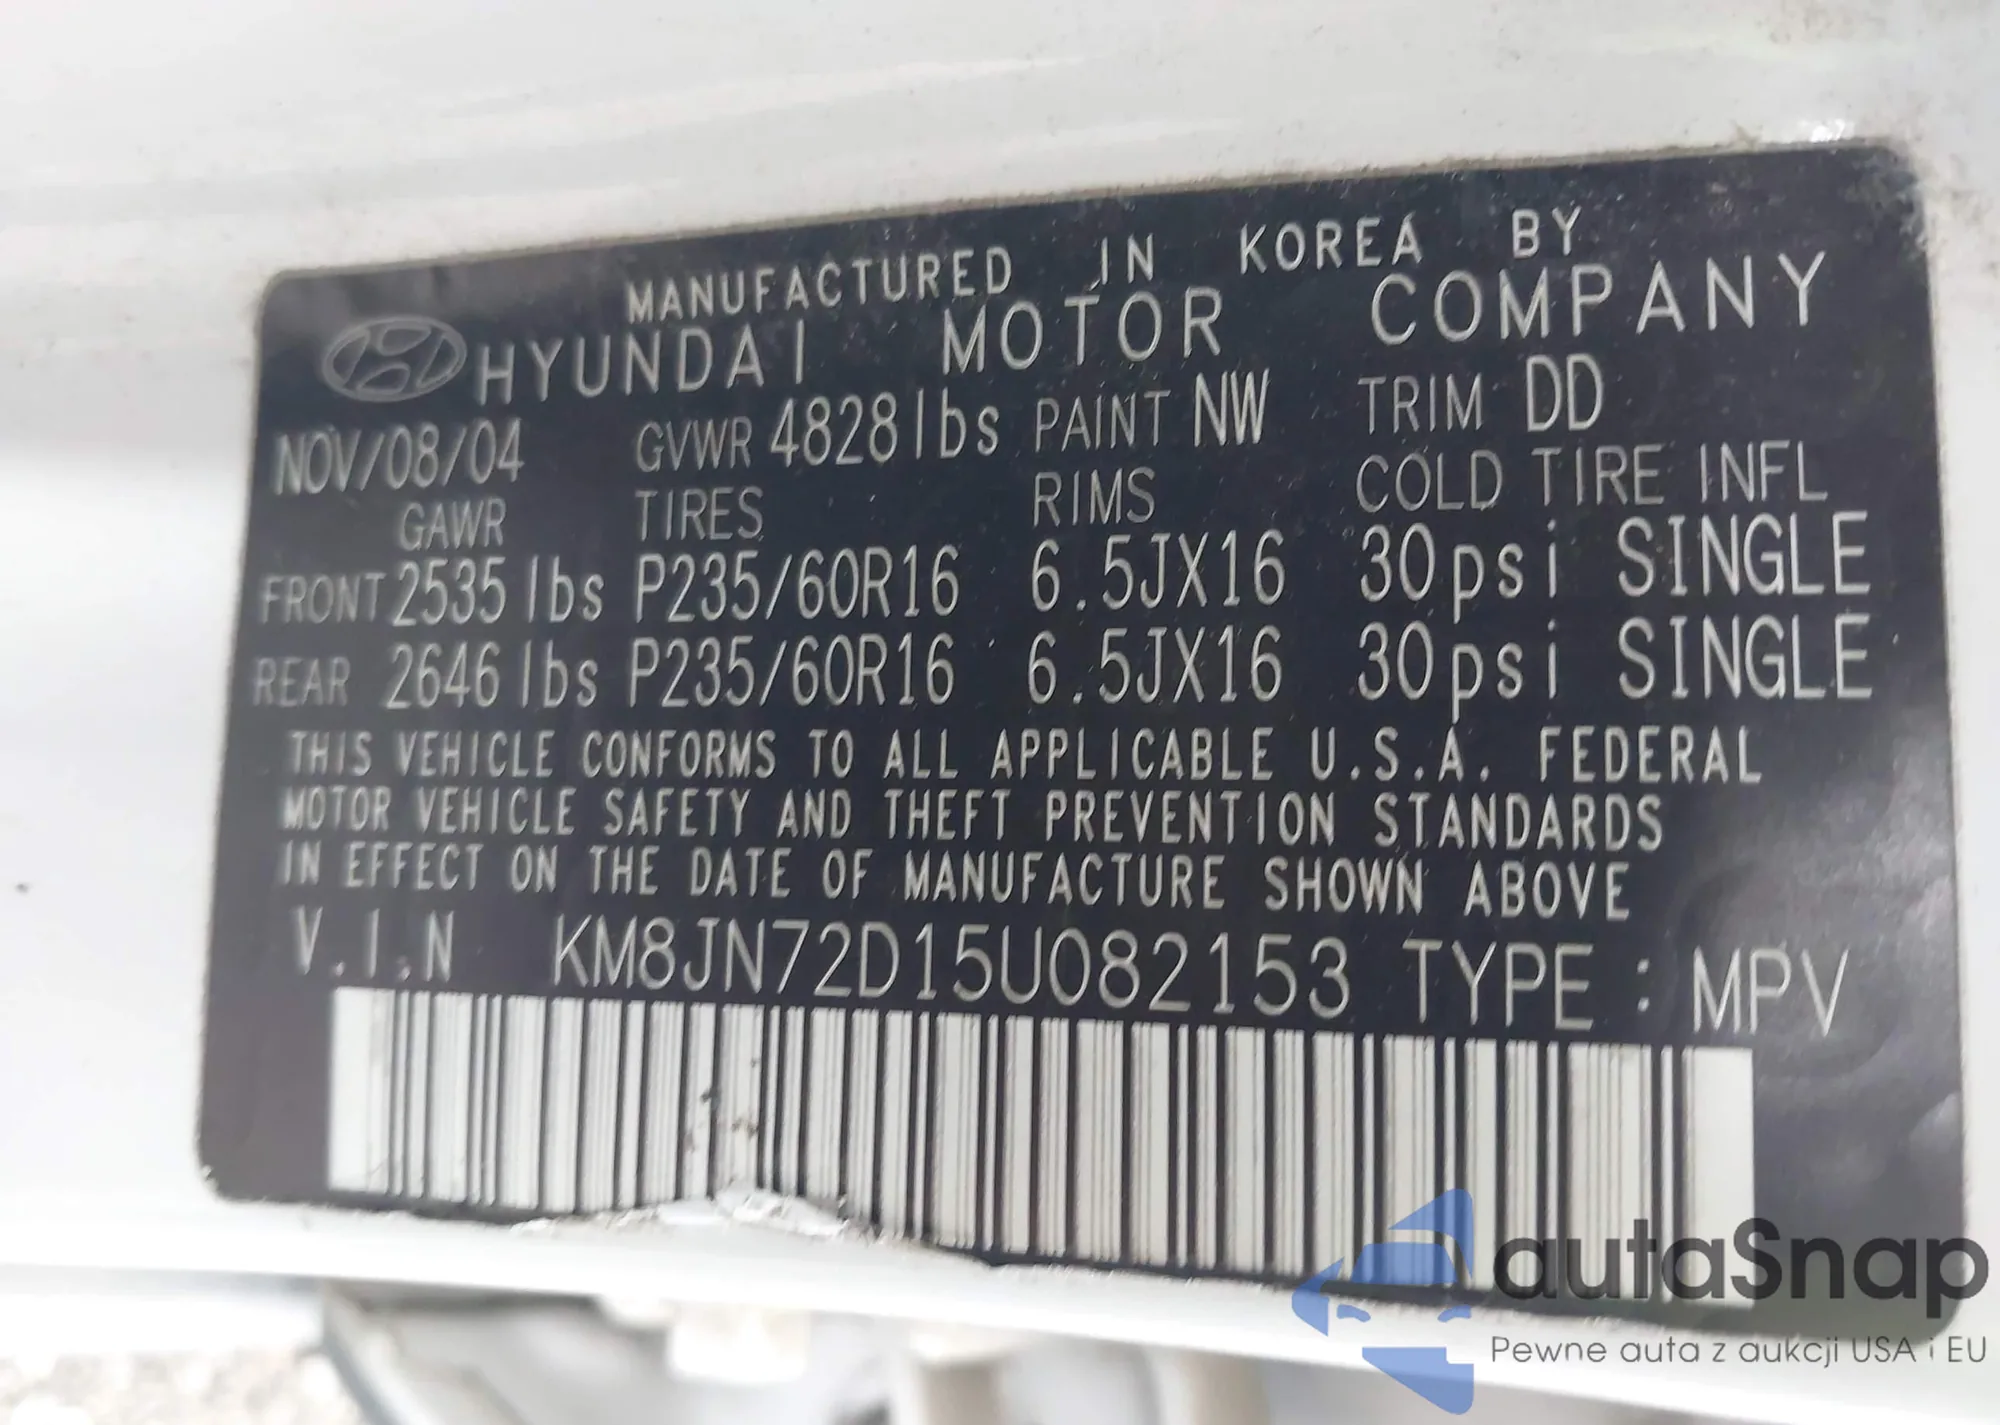 MANUFACTURED IN KOREA BY
HYUNDAI MOTOR COMPANY
NOV/08/04 GVWR 4828lbs PAINT NW TRIM DD
GAWR TIRES RIMS COLD TIRE INFL
FRONT 2535 lbs P235/60R16 6.5JX16 30psi SINGLE
REAR 2646 lbs P235/60R16 6.5JX16 30psi SINGLE
THIS VEHICLE CONFORMS TO ALL APPLICABLE U.S.A. FEDERAL
MOTOR VEHICLE SAFETY AND THEFT PREVENTION STANDARDS
IN EFFECT ON THE DATE OF MANUFACTURE SHOWN ABOVE
V.I.N KM8JN72D15U082153 TYPE : MPV
autaSnap
Pewne auta z aukcji USA i EU